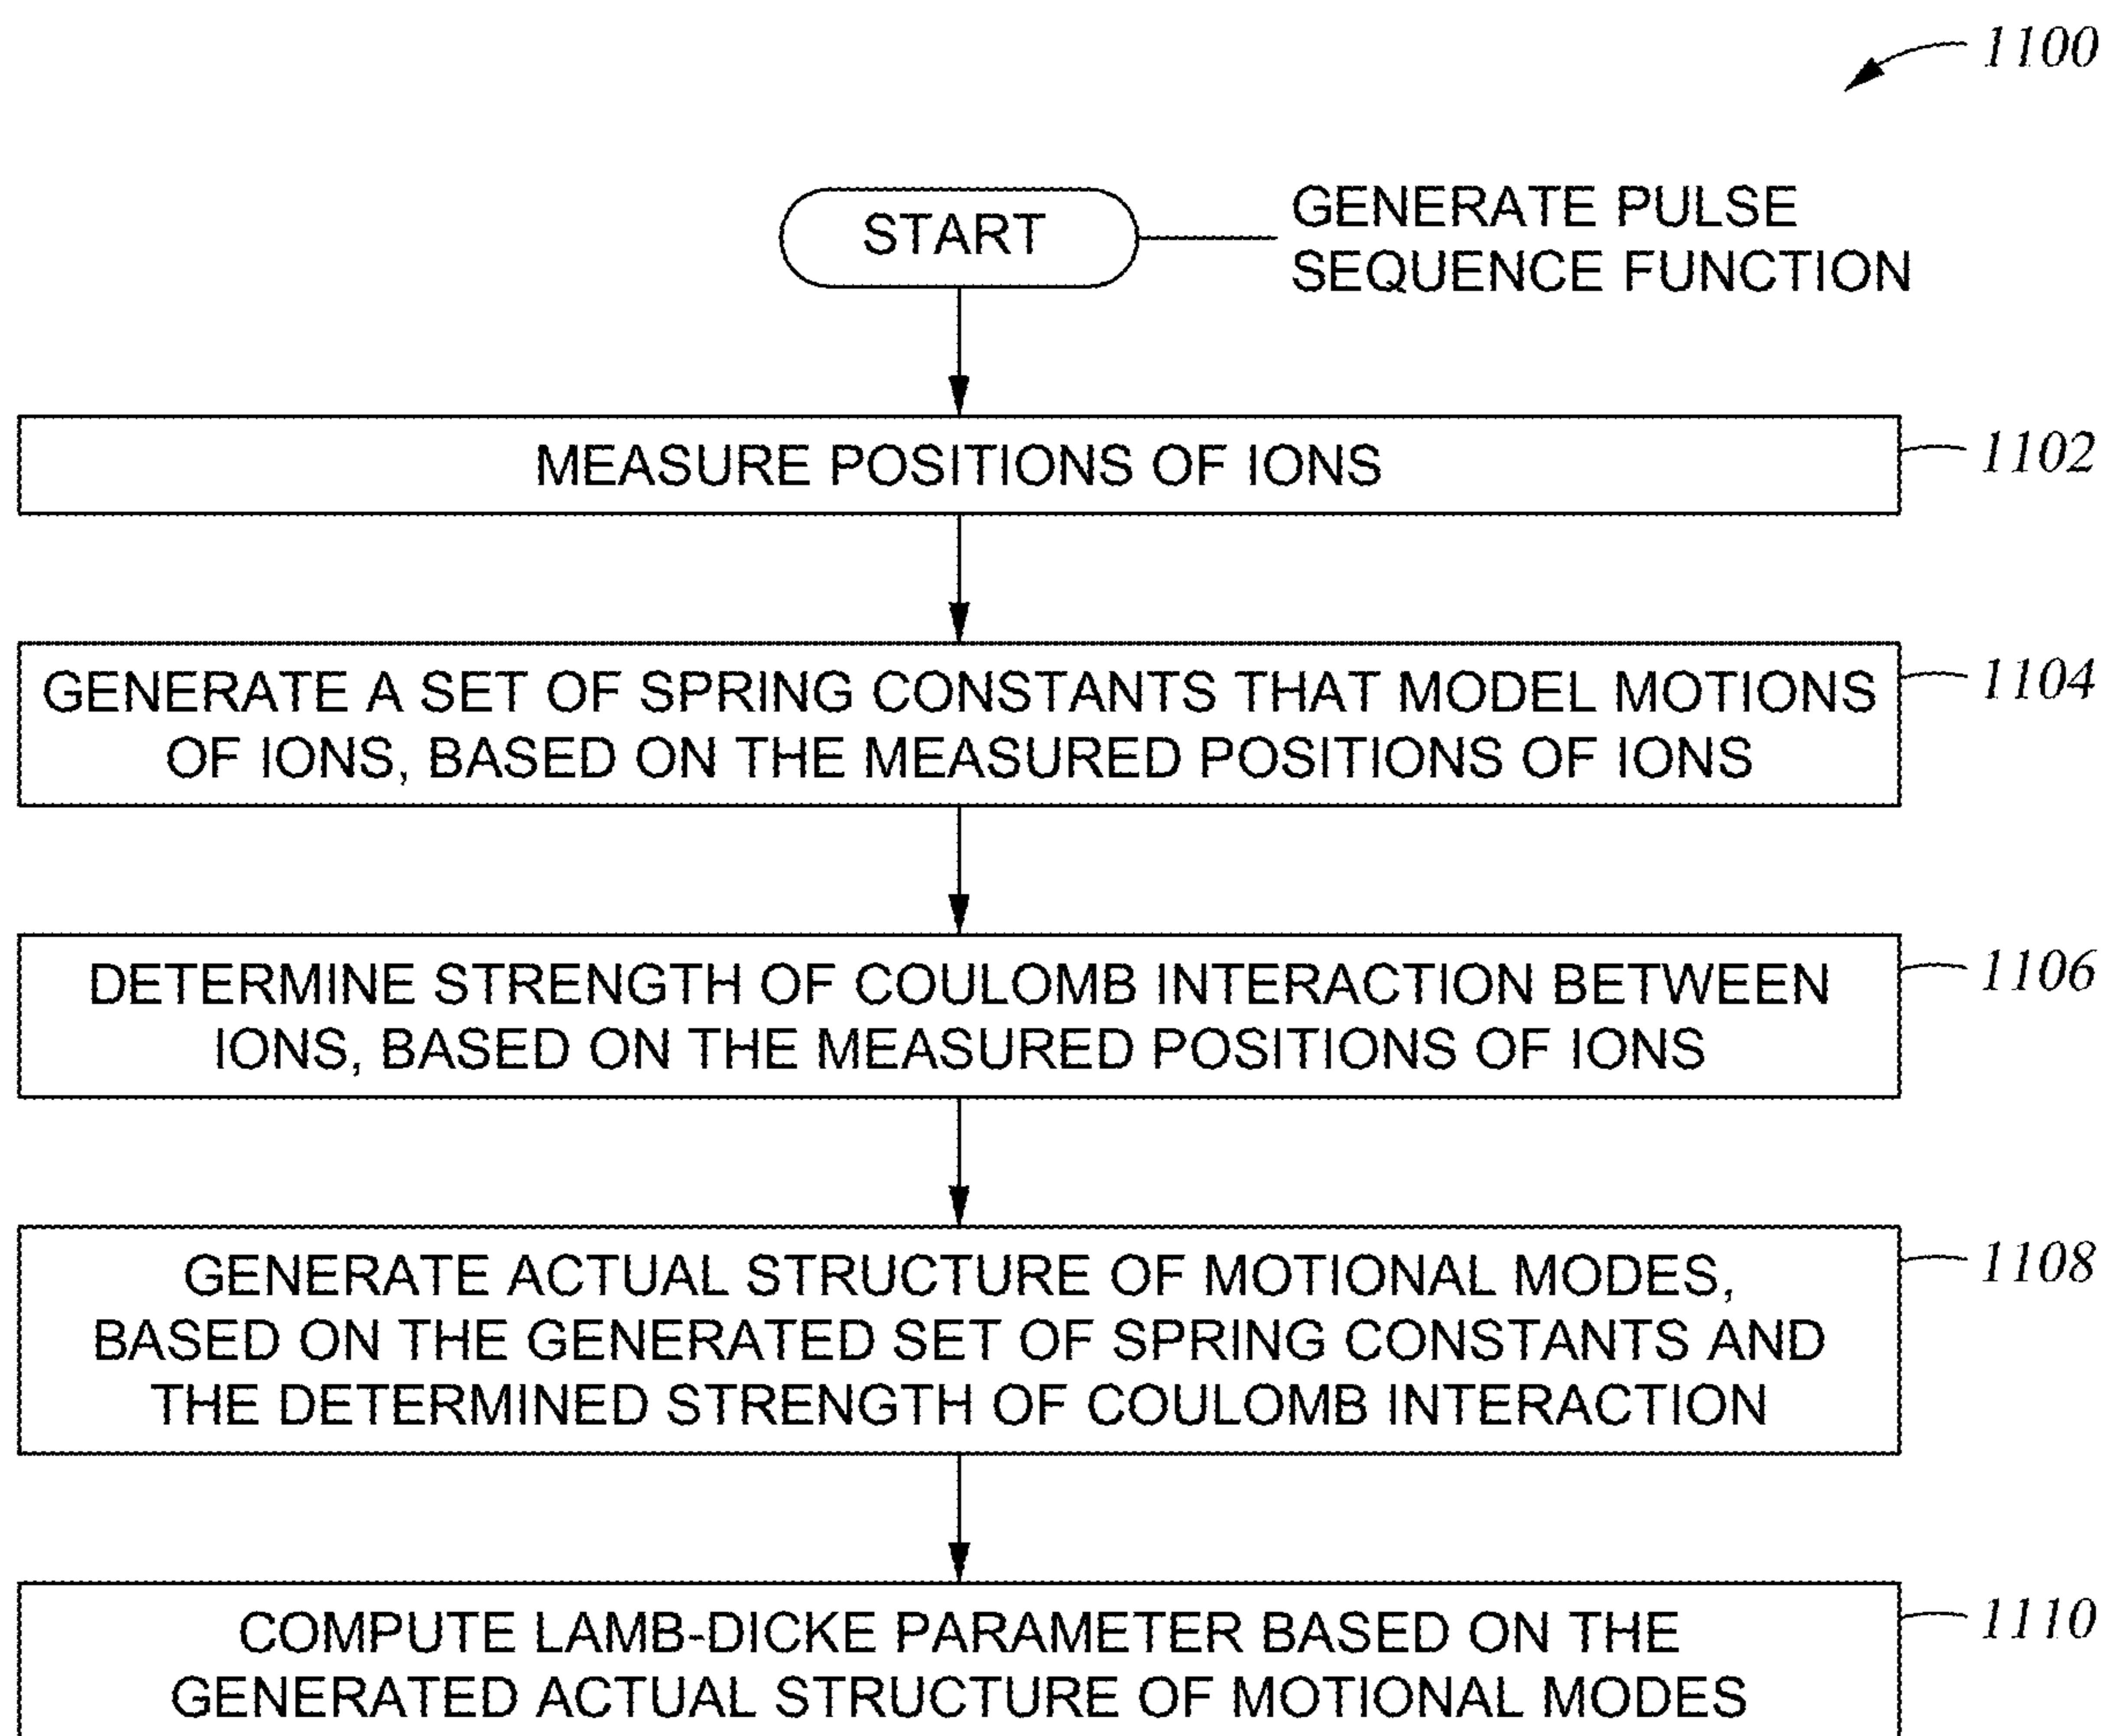 1100
START
GENERATE PULSE
SEQUENCE FUNCTION
MEASURE POSITIONS OF IONS
1102
GENERATE A SET OF SPRING CONSTANTS THAT MODEL MOTIONS
OF IONS, BASED ON THE MEASURED POSITIONS OF IONS
1104
DETERMINE STRENGTH OF COULOMB INTERACTION BETWEEN
IONS, BASED ON THE MEASURED POSITIONS OF IONS
1106
GENERATE ACTUAL STRUCTURE OF MOTIONAL MODES,
BASED ON THE GENERATED SET OF SPRING CONSTANTS AND
THE DETERMINED STRENGTH OF COULOMB INTERACTION
1108
COMPUTE LAMB-DICKE PARAMETER BASED ON THE
GENERATED ACTUAL STRUCTURE OF MOTIONAL MODES
1110